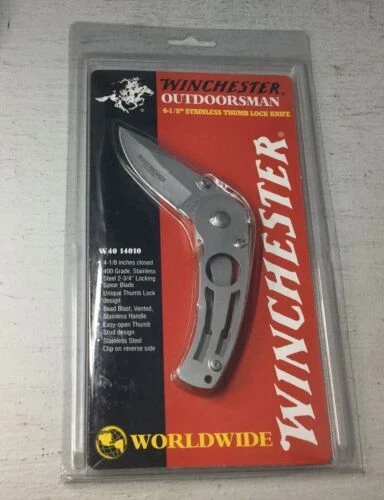 WINCHESTER®
OUTDOORSMAN
4-1/8" STAINLESS THUMB LOCK KNIFE
WINCHESTER
W40 14010
4-1/8 inches closed
400 Grade, Stainless
Steel 2-3/4" Locking
Spear Blade
Unique Thumb Lock
design
Bead Blast, Vented,
Stainless Handle
Easy-open Thumb
Stud design
Stainless Steel
Clip on reverse side
WINCHESTER®
WORLDWIDE